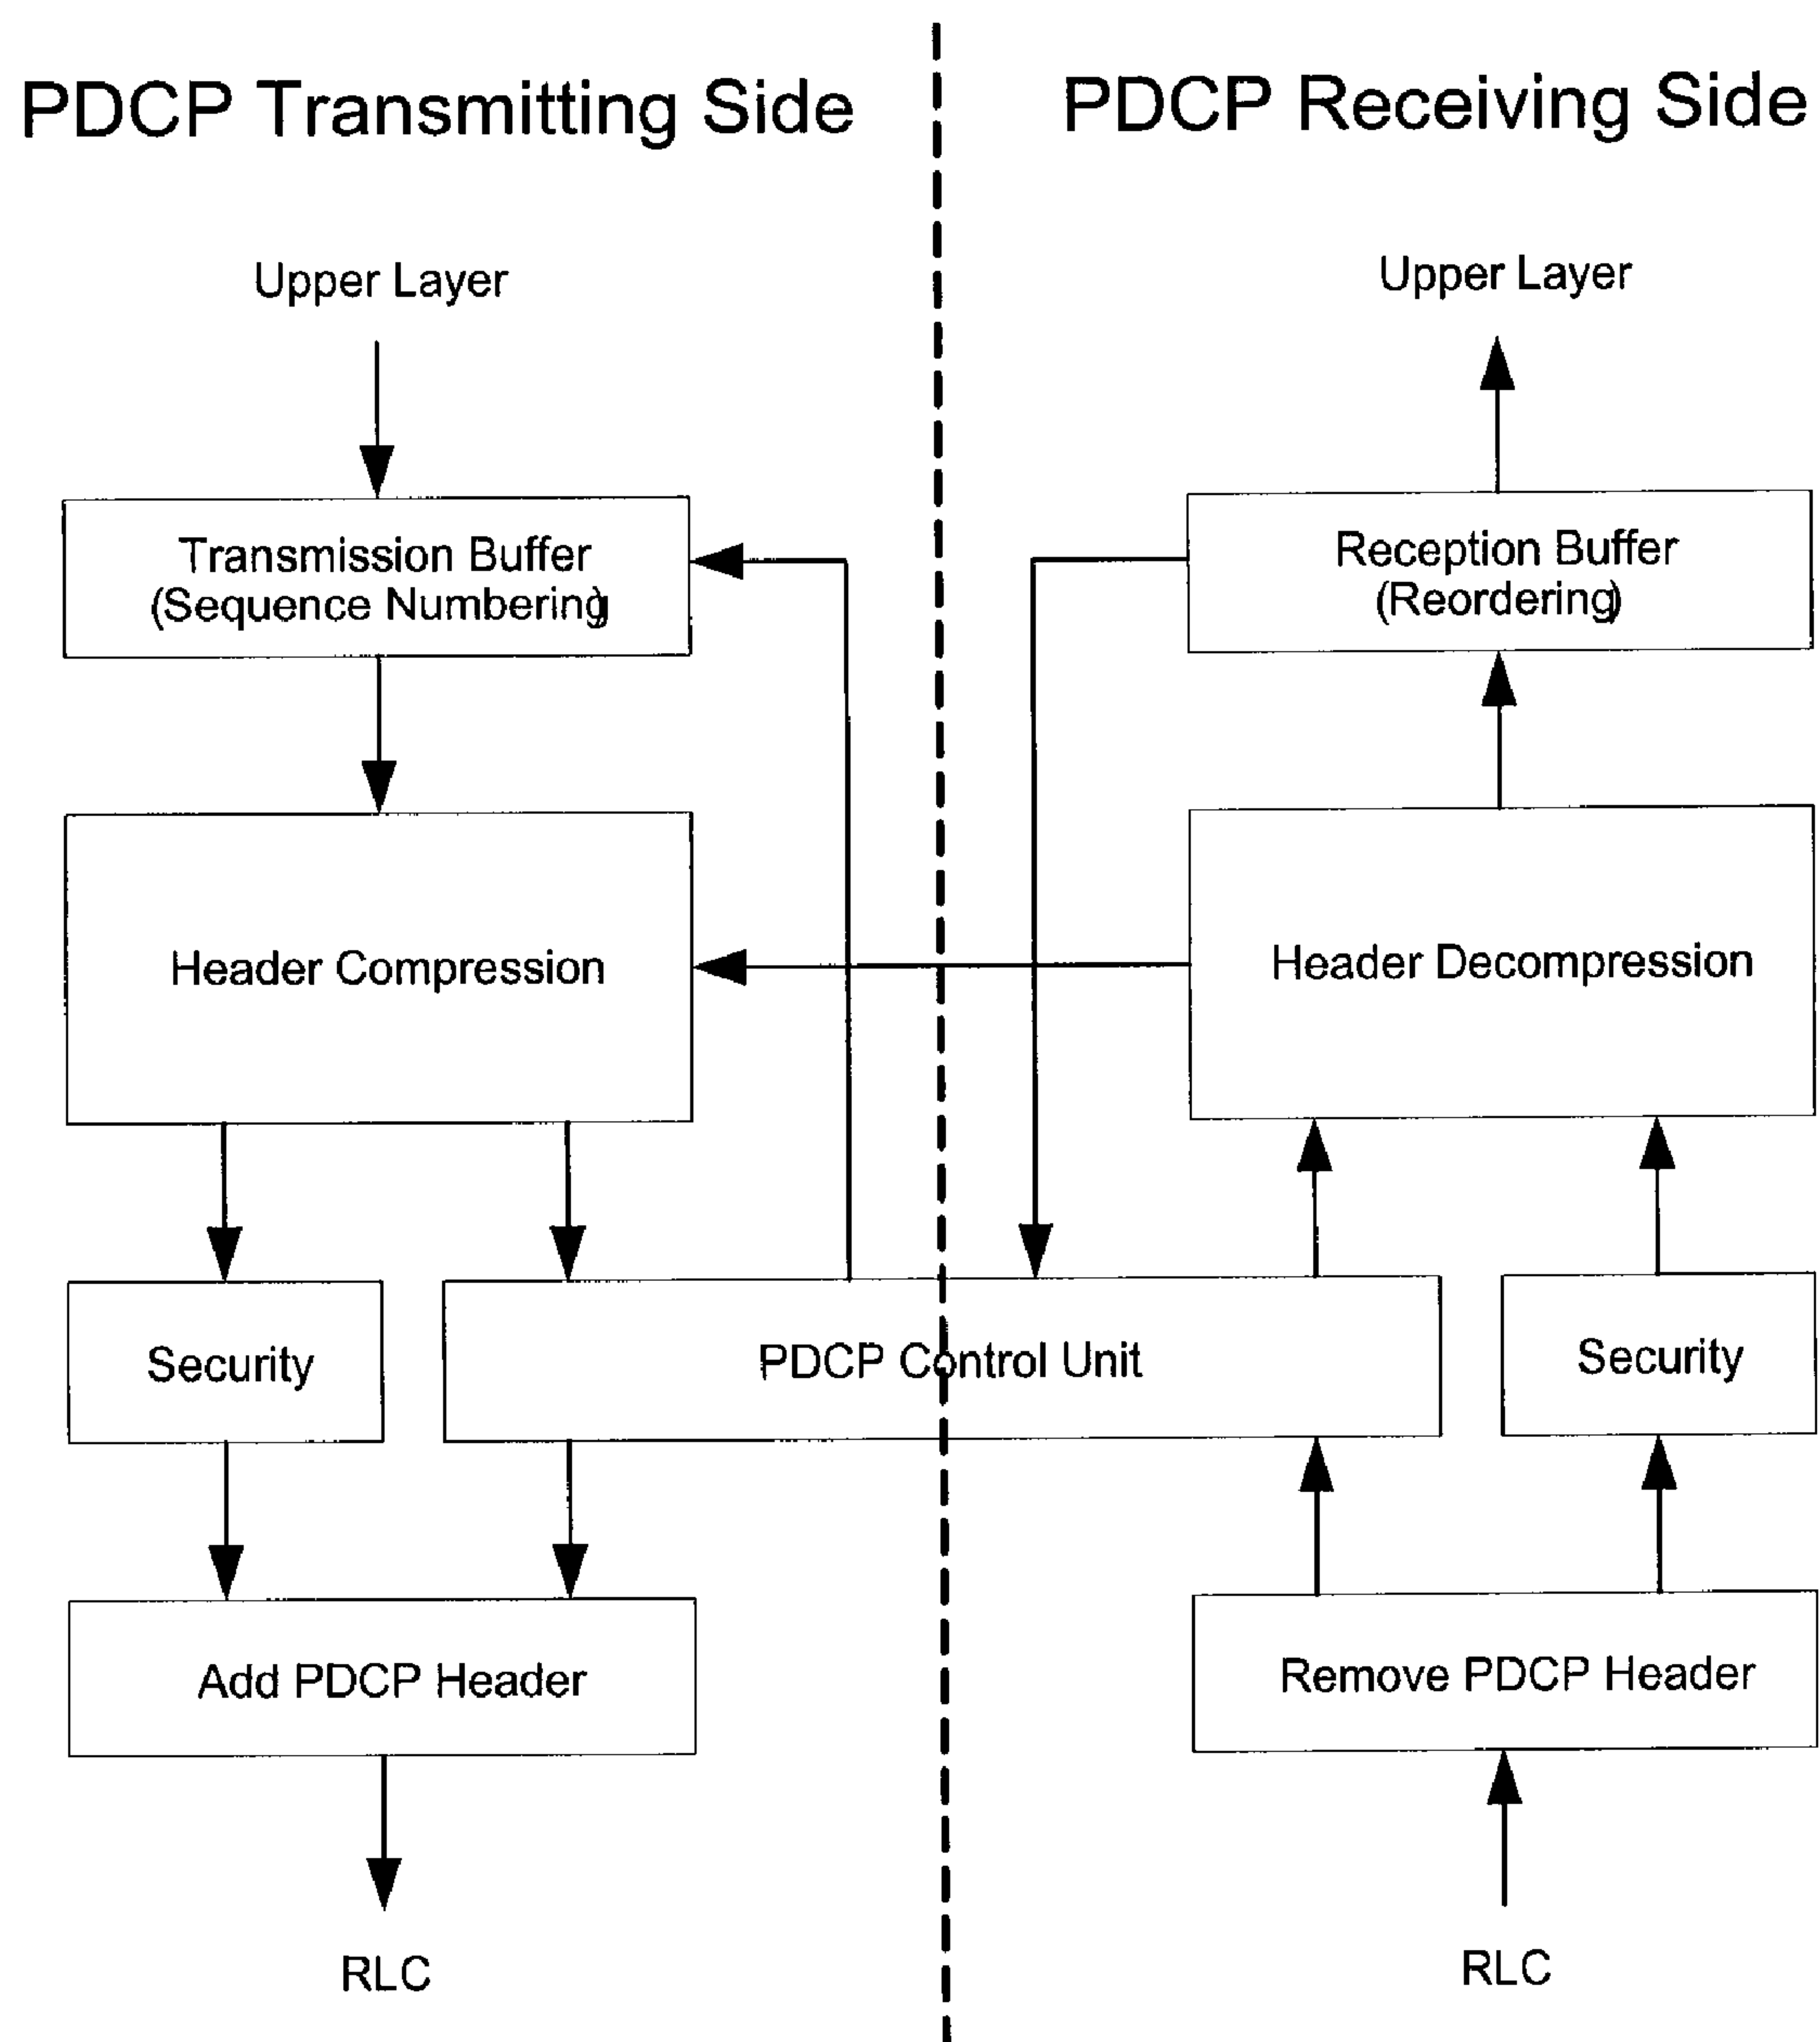 PDCP Transmitting Side
PDCP Receiving Side
Upper Layer
Upper Layer
Transmission Buffer
(Sequence Numbering)
Reception Buffer
(Reordering)
Header Compression
Header Decompression
Security
PDCP Control Unit
Security
Add PDCP Header
Remove PDCP Header
RLC
RLC